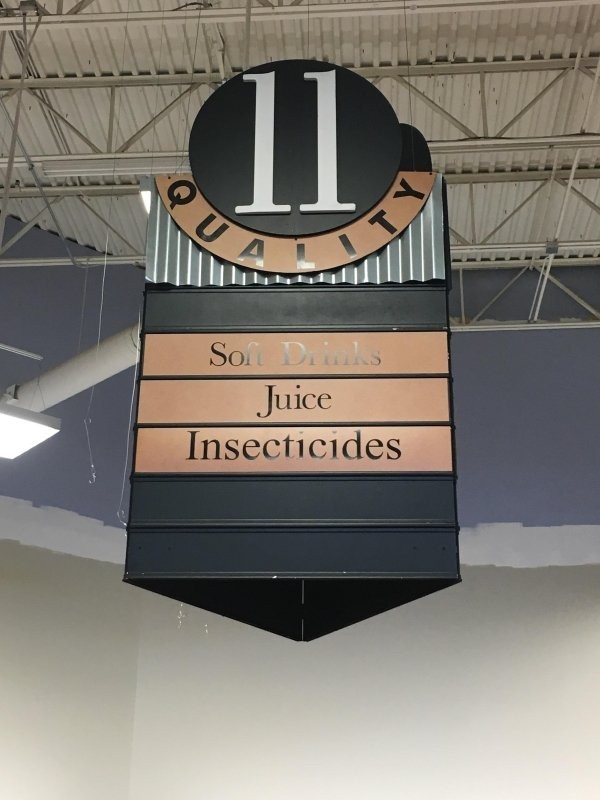 11
QUALITY
Soft Drinks
Juice
Insecticides